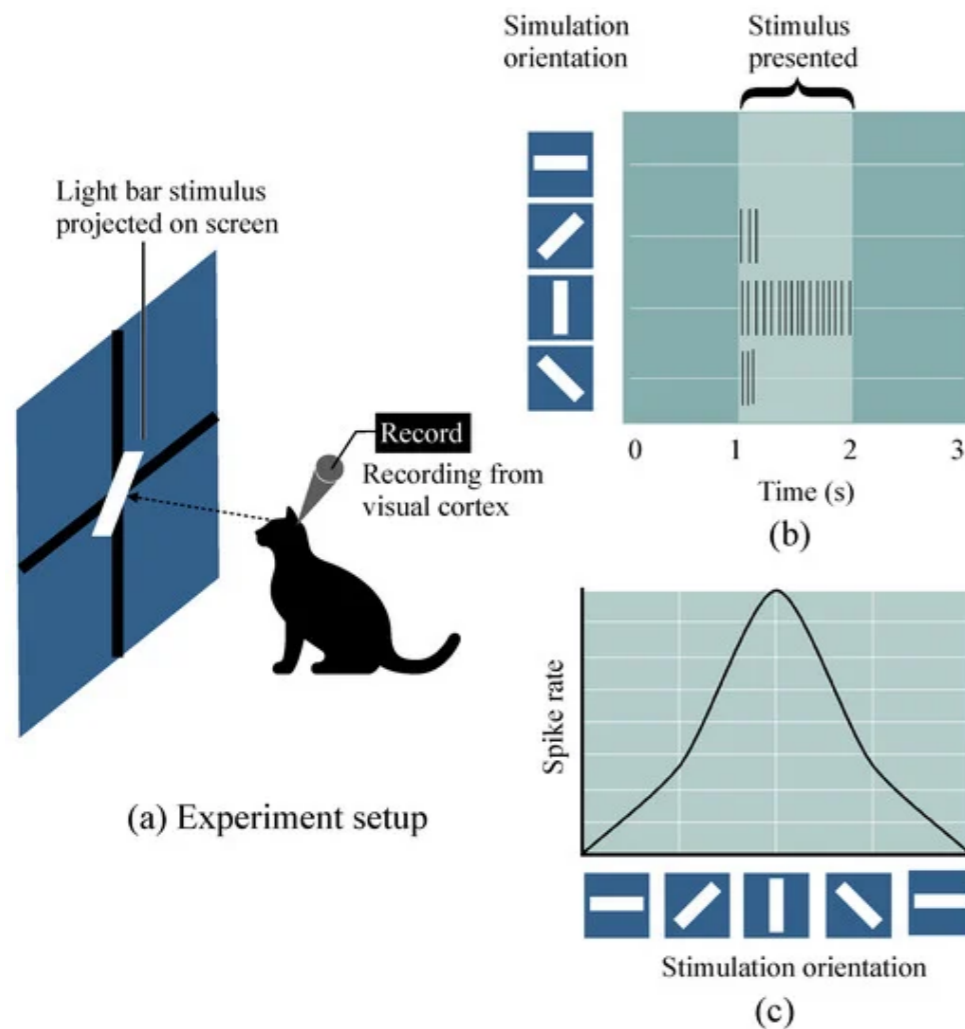 Light bar stimulus
projected on screen
Record
Recording from
visual cortex
(a) Experiment setup
Simulation
orientation
Stimulus
presented
0 1 2 3
Time (s)
(b)
Spike rate
Stimulation orientation
(c)